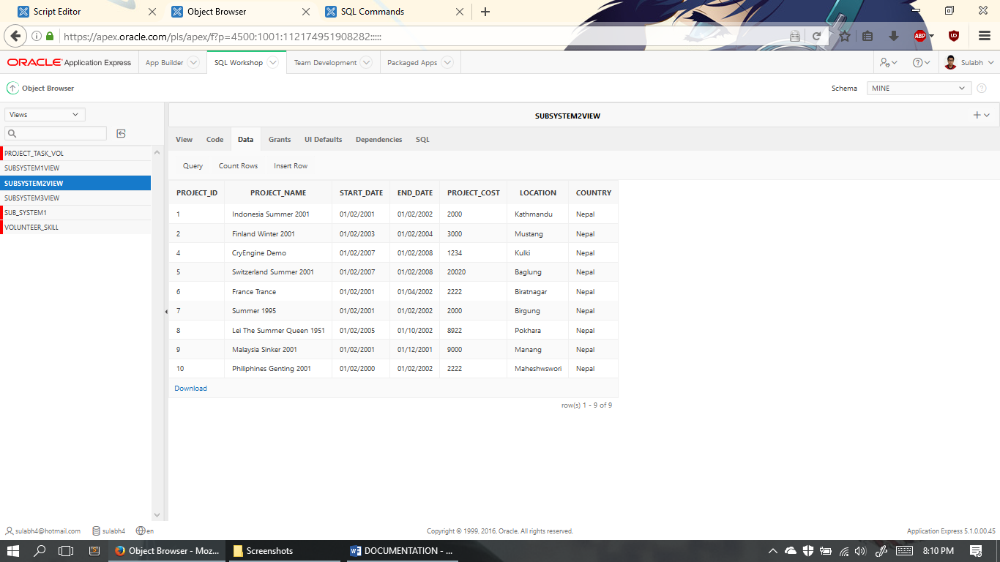 Script Editor Object Browser SQL Commands
https://apex.oracle.com/pls/apex/f?p=4500:1001:112174951908282:::::
ABP
ORACLE Application Express App Builder SQL Workshop Team Development Packaged Apps Sulabh
Object Browser Schema MINE
Views
SUBSYSTEM2VIEW
PROJECT_TASK_VOL
SUBSYSTEM1VIEW
SUBSYSTEM2VIEW
SUBSYSTEM3VIEW
SUB_SYSTEM1
VOLUNTEER_SKILL
View Code Data Grants UI Defaults Dependencies SQL
Query Count Rows Insert Row
PROJECT_ID PROJECT_NAME START_DATE END_DATE PROJECT_COST LOCATION COUNTRY
1 Indonesia Summer 2001 01/02/2001 01/02/2002 2000 Kathmandu Nepal
2 Finland Winter 2001 01/02/2003 01/02/2004 3000 Mustang Nepal
4 CryEngine Demo 01/02/2007 01/02/2008 1234 Kulki Nepal
5 Switzerland Summer 2001 01/02/2007 01/02/2008 20020 Baglung Nepal
6 France Trance 01/02/2001 01/04/2002 2222 Biratnagar Nepal
7 Summer 1995 01/02/2001 01/02/2002 2000 Birgung Nepal
8 Lei The Summer Queen 1951 01/02/2005 01/10/2002 8922 Pokhara Nepal
9 Malaysia Sinker 2001 01/02/2001 01/12/2001 9000 Manang Nepal
10 Philiphines Genting 2001 01/02/2000 01/02/2002 2222 Maheshwswori Nepal
Download
row(s) 1 - 9 of 9
sulabh4@hotmail.com sulabh4 en Copyright © 1999, 2016, Oracle. All rights reserved. Application Express 5.1.0.00.45
Object Browser - Moz... Screenshots DOCUMENTATION - ... 8:10 PM